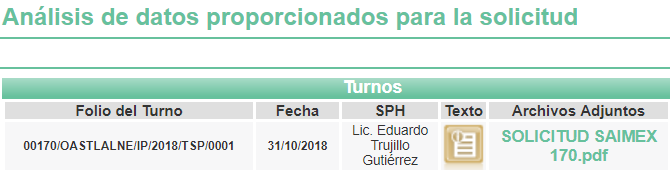 Análisis de datos proporcionados para la solicitud
Turnos
Folio del Turno Fecha SPH Texto Archivos Adjuntos
00170/OASTLALNE/IP/2018/TSP/0001 31/10/2018 Lic. Eduardo Trujillo Gutiérrez SOLICITUD SAIMEX 170.pdf